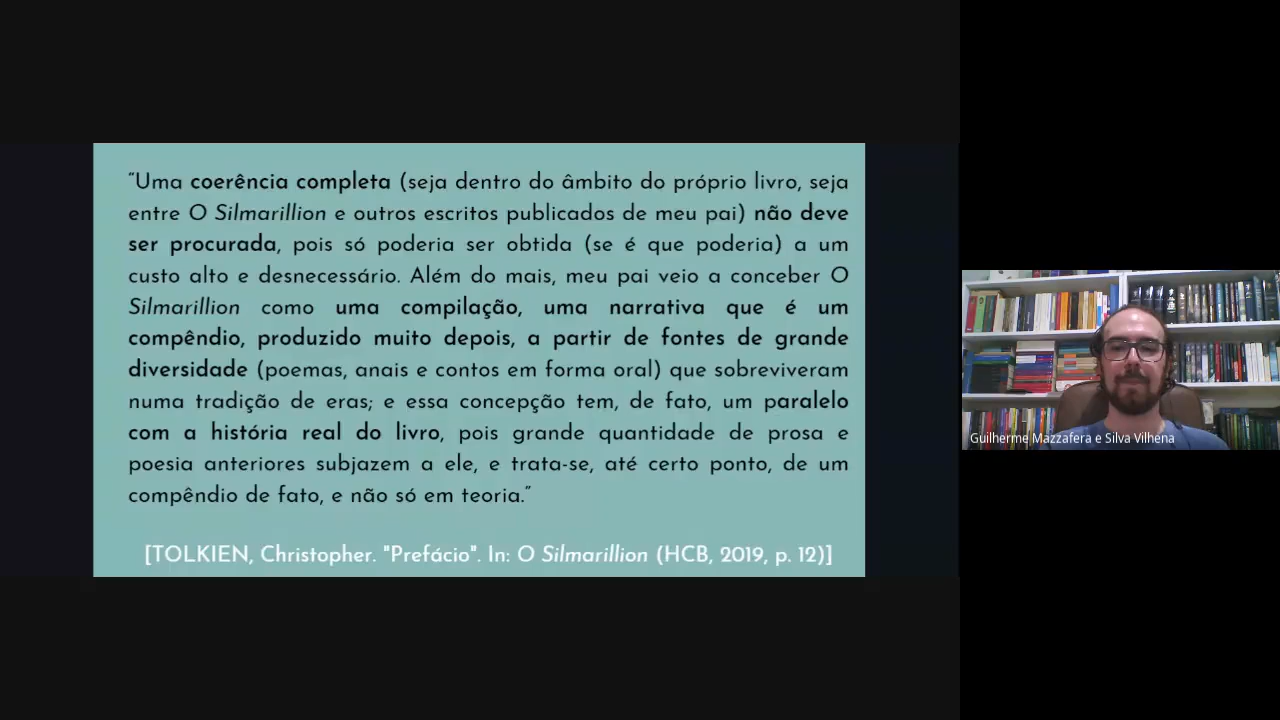 “Uma coerência completa (seja dentro do âmbito do próprio livro, seja
entre O Silmarillion e outros escritos publicados de meu pai) não deve
ser procurada, pois só poderia ser obtida (se é que poderia) a um
custo alto e desnecessário. Além do mais, meu pai veio a conceber O
Silmarillion como uma compilação, uma narrativa que é um
compêndio, produzido muito depois, a partir de fontes de grande
diversidade (poemas, anais e contos em forma oral) que sobreviveram
numa tradição de eras; e essa concepção tem, de fato, um paralelo
com a história real do livro, pois grande quantidade de prosa e
poesia anteriores subjazem a ele, e trata-se, até certo ponto, de um
compêndio de fato, e não só em teoria.”
[TOLKIEN, Christopher. "Prefácio". In: O Silmarillion (HCB, 2019, p. 12)]
Guilherme Mazzafera e Silva Vilhena